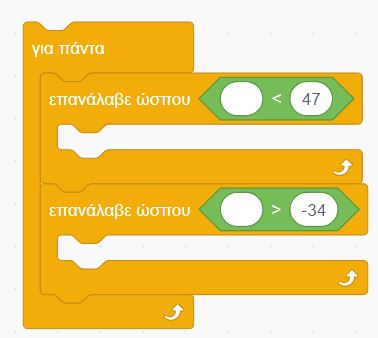 για πάντα
επανάλαβε ώσπου < 47
επανάλαβε ώσπου > -34